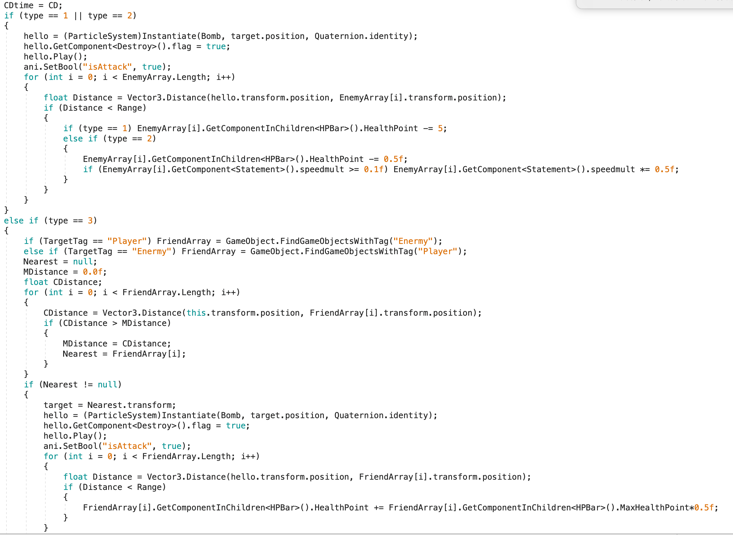 CDtime = CD;
if (type == 1 || type == 2)
{
hello = (ParticleSystem)Instantiate(Bomb, target.position, Quaternion.identity);
hello.GetComponent<Destroy>().flag = true;
hello.Play();
ani.SetBool("isAttack", true);
for (int i = 0; i < EnemyArray.Length; i++)
{
float Distance = Vector3.Distance(hello.transform.position, EnemyArray[i].transform.position);
if (Distance < Range)
{
if (type == 1) EnemyArray[i].GetComponentInChildren<HPBar>().HealthPoint -= 5;
else if (type == 2)
{
EnemyArray[i].GetComponentInChildren<HPBar>().HealthPoint -= 0.5f;
if (EnemyArray[i].GetComponent<Statement>().speedmult >= 0.1f) EnemyArray[i].GetComponent<Statement>().speedmult *= 0.5f;
}
}
}
}
else if (type == 3)
{
if (TargetTag == "Player") FriendArray = GameObject.FindGameObjectsWithTag("Enermy");
else if (TargetTag == "Enermy") FriendArray = GameObject.FindGameObjectsWithTag("Player");
Nearest = null;
MDistance = 0.0f;
float CDistance;
for (int i = 0; i < FriendArray.Length; i++)
{
CDistance = Vector3.Distance(this.transform.position, FriendArray[i].transform.position);
if (CDistance > MDistance)
{
MDistance = CDistance;
Nearest = FriendArray[i];
}
}
if (Nearest != null)
{
target = Nearest.transform;
hello = (ParticleSystem)Instantiate(Bomb, target.position, Quaternion.identity);
hello.GetComponent<Destroy>().flag = true;
hello.Play();
ani.SetBool("isAttack", true);
for (int i = 0; i < FriendArray.Length; i++)
{
float Distance = Vector3.Distance(hello.transform.position, FriendArray[i].transform.position);
if (Distance < Range)
{
FriendArray[i].GetComponentInChildren<HPBar>().HealthPoint += FriendArray[i].GetComponentInChildren<HPBar>().MaxHealthPoint*0.5f;
}
}